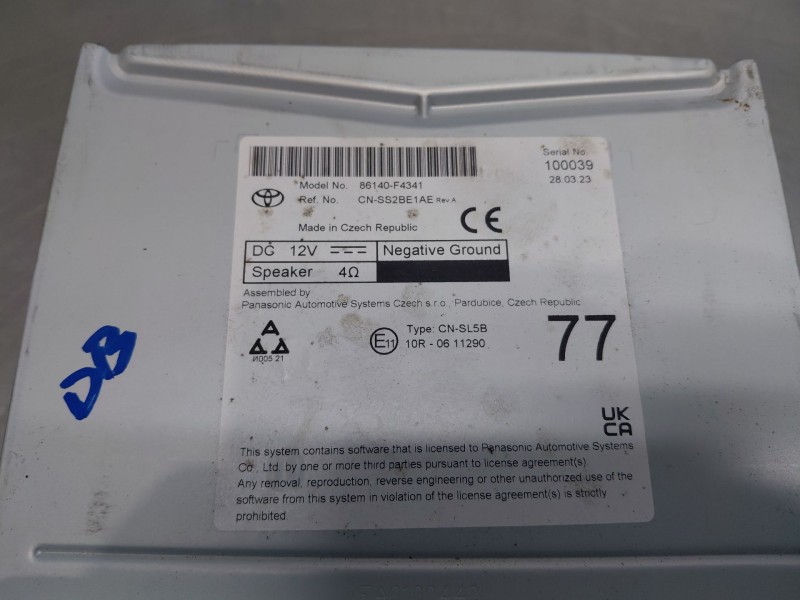 Serial No.
100039
28.03.23
Model No. 86140-F4341
Ref. No. CN-SS2BE1AE Rev.A
CE
Made in Czech Republic
DC 12V Negative Ground
Speaker 4Ω
Assembled by
Panasonic Automotive Systems Czech s.r.o., Pardubice, Czech Republic
И005 21
E11
Type: CN-SL5B
10R - 06 11290
77
UK
CA
This system contains software that is licensed to Panasonic Automotive Systems
Co., Ltd. by one or more third parties pursuant to license agreement(s).
Any removal, reproduction, reverse engineering or other unauthorized use of the
software from this system in violation of the license agreement(s) is strictly
prohibited.
DB